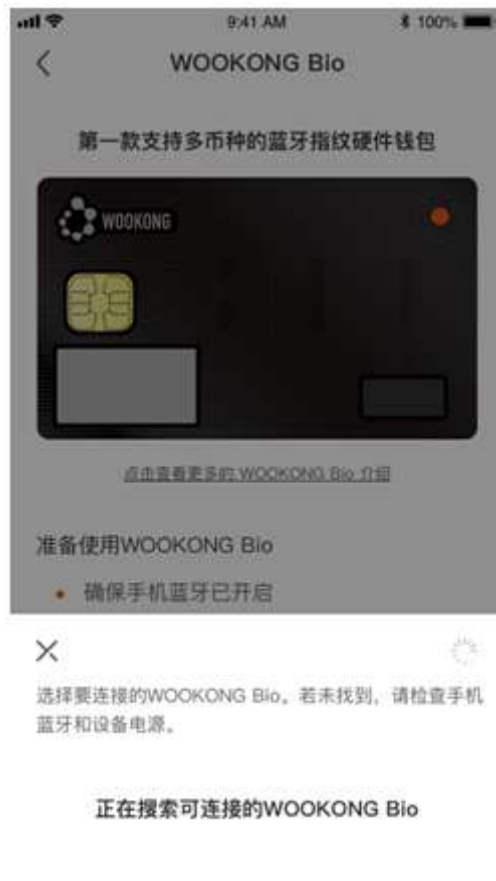 9:41 AM
100%
WOOKONG Bio
第一款支持多币种的蓝牙指纹硬件钱包
WOOKONG
点击查看更多的 WOOKONG Bio 介绍
准备使用WOOKONG Bio
• 确保手机蓝牙已开启
选择要连接的WOOKONG Bio。若未找到，请检查手机
蓝牙和设备电源。
正在搜索可连接的WOOKONG Bio